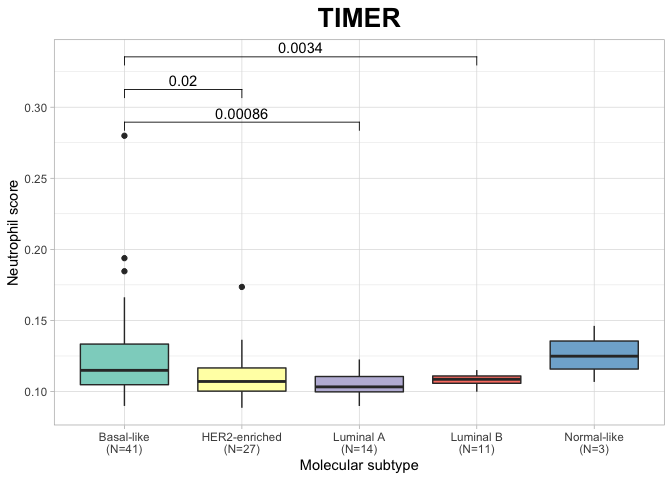 TIMER
0.0034
0.02
0.00086
Neutrophil score
0.30
0.25
0.20
0.15
0.10
Basal-like
(N=41)
HER2-enriched
(N=27)
Luminal A
(N=14)
Luminal B
(N=11)
Normal-like
(N=3)
Molecular subtype